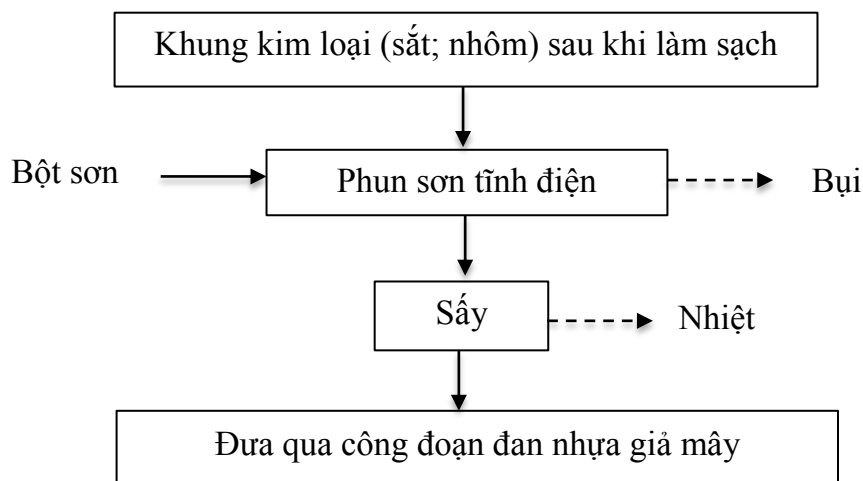 Khung kim loại (sắt; nhôm) sau khi làm sạch
Bột sơn
Phun sơn tĩnh điện
Bụi
Sấy
Nhiệt
Đưa qua công đoạn đan nhựa giả mây